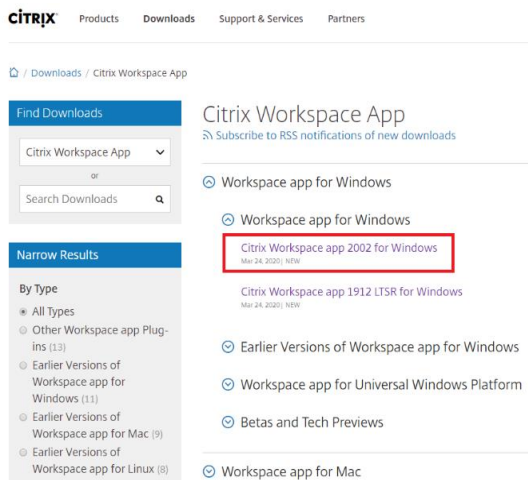 CİTRIX Products Downloads Support & Services Partners
/ Downloads / Citrix Workspace App
Find Downloads
Citrix Workspace App
or
Search Downloads
Narrow Results
By Type
All Types
Other Workspace app Plug-
ins (13)
Earlier Versions of
Workspace app for
Windows (11)
Earlier Versions of
Workspace app for Mac (9)
Earlier Versions of
Workspace app for Linux (8)
Citrix Workspace App
Subscribe to RSS notifications of new downloads
Workspace app for Windows
Workspace app for Windows
Citrix Workspace app 2002 for Windows
Mar 24, 2020| NEW
Citrix Workspace app 1912 LTSR for Windows
Mar 24, 2020| NEW
Earlier Versions of Workspace app for Windows
Workspace app for Universal Windows Platform
Betas and Tech Previews
Workspace app for Mac